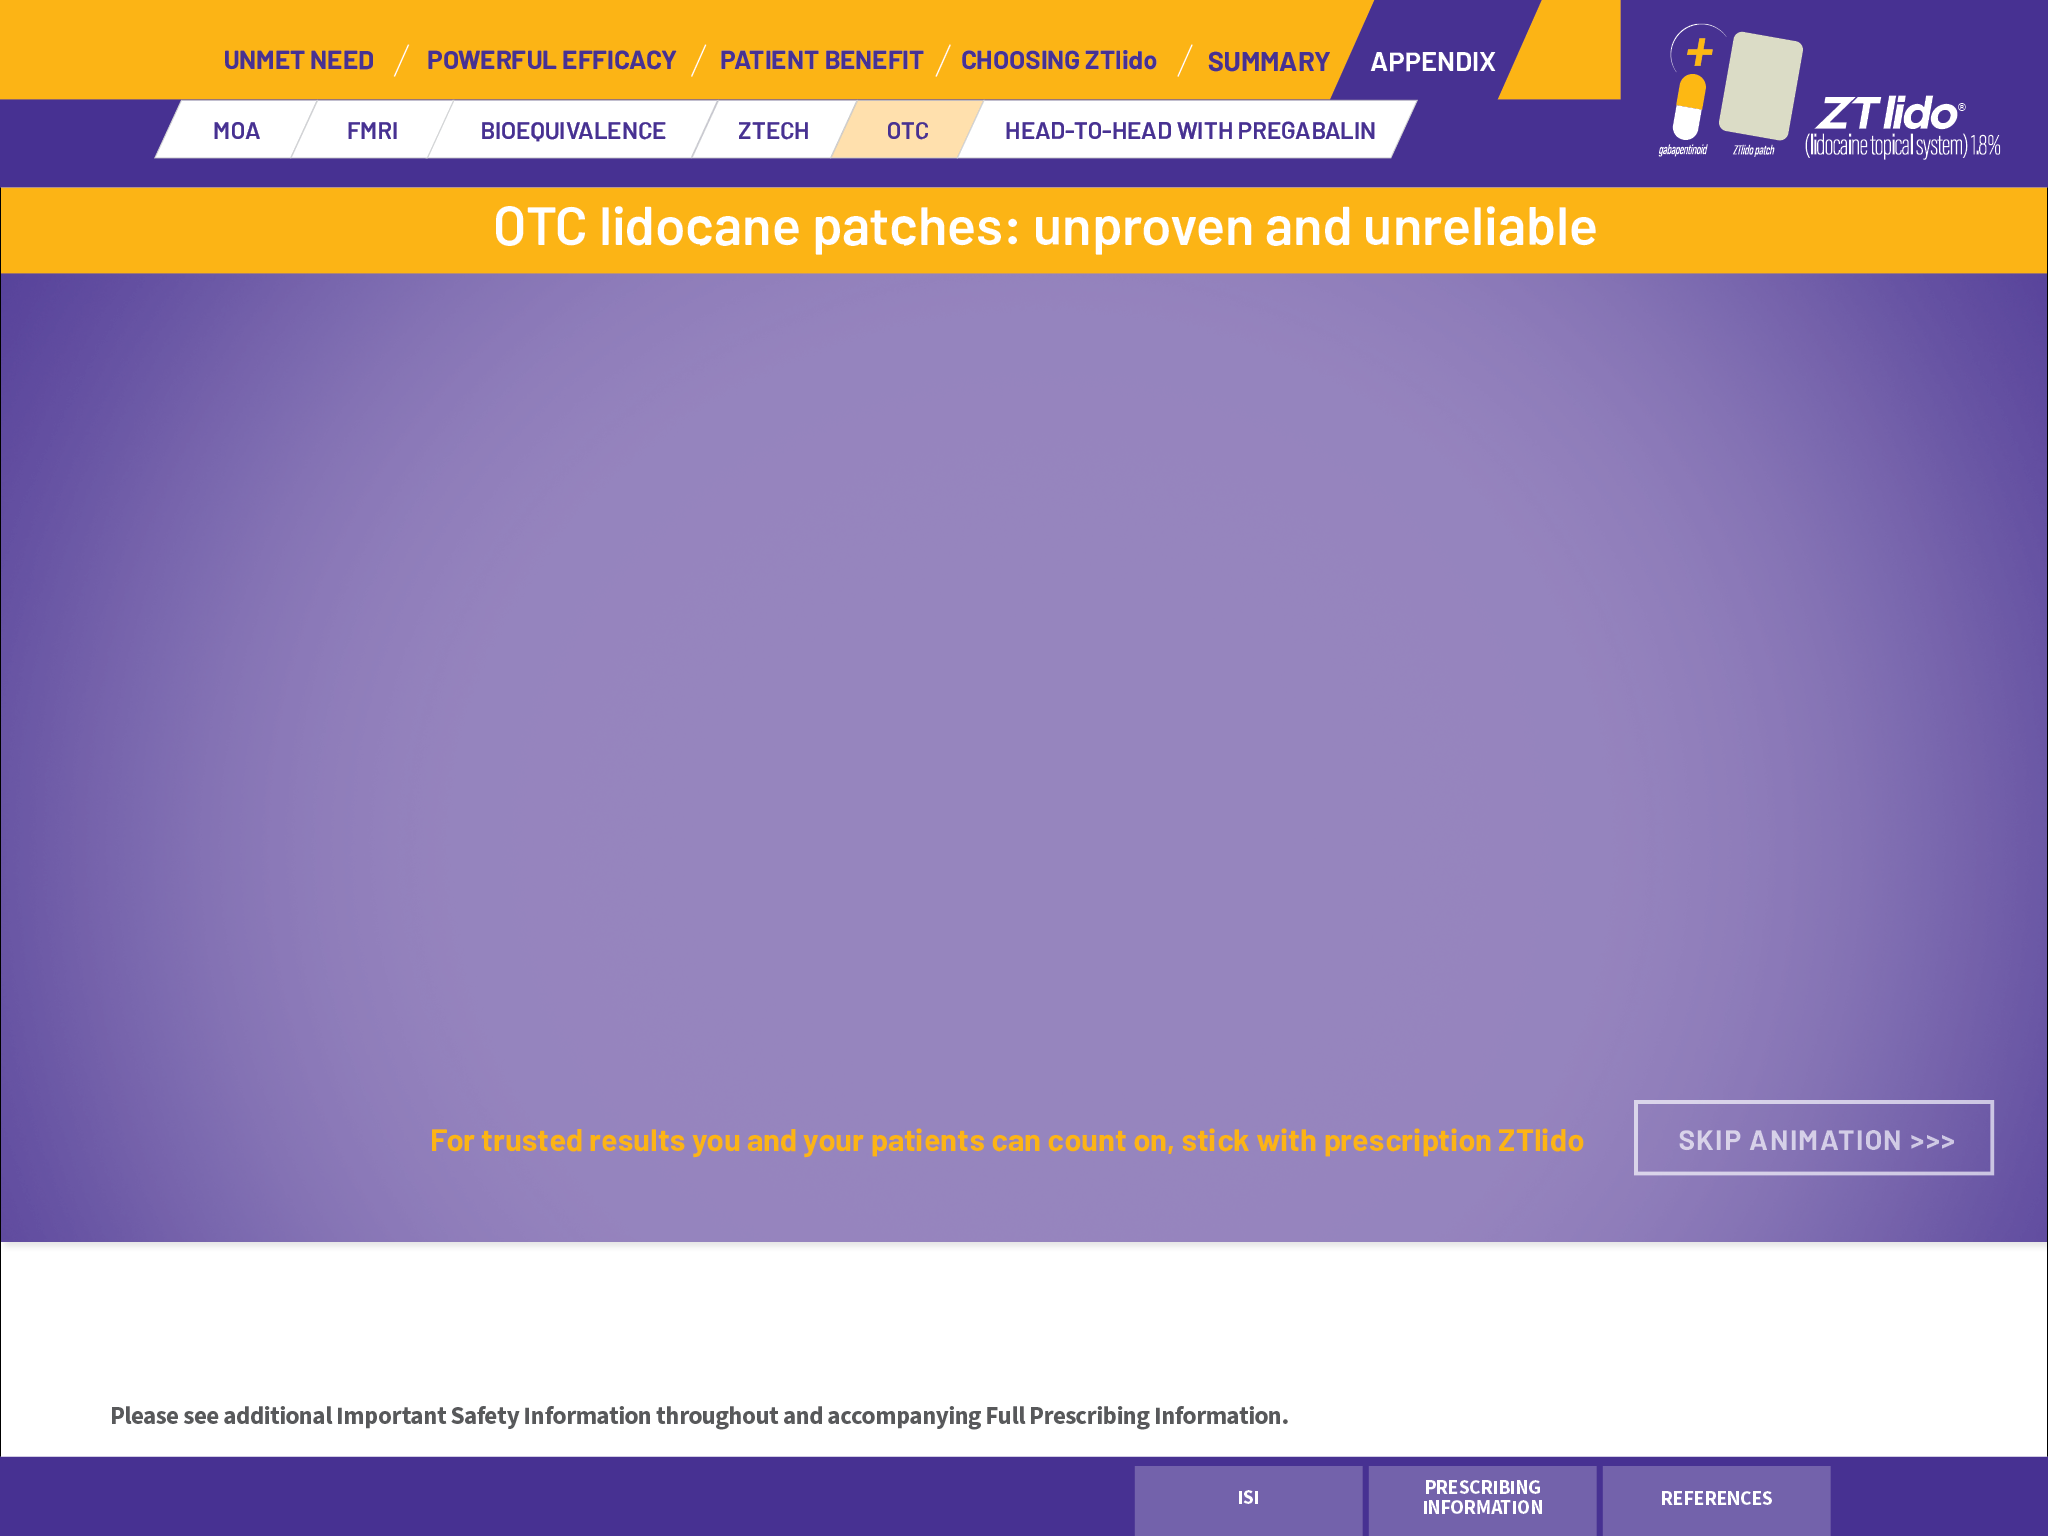 UNMET NEED / POWERFUL EFFICACY / PATIENT BENEFIT / CHOOSING ZTlido / SUMMARY APPENDIX
MOA FMRI BIOEQUIVALENCE ZTECH OTC HEAD-TO-HEAD WITH PREGABALIN
gabapentinoid
ZTlido patch
ZTlido®
(lidocaine topical system) 1.8%
OTC lidocane patches: unproven and unreliable
For trusted results you and your patients can count on, stick with prescription ZTlido
SKIP ANIMATION >>>
Please see additional Important Safety Information throughout and accompanying Full Prescribing Information.
ISI
PRESCRIBING
INFORMATION
REFERENCES